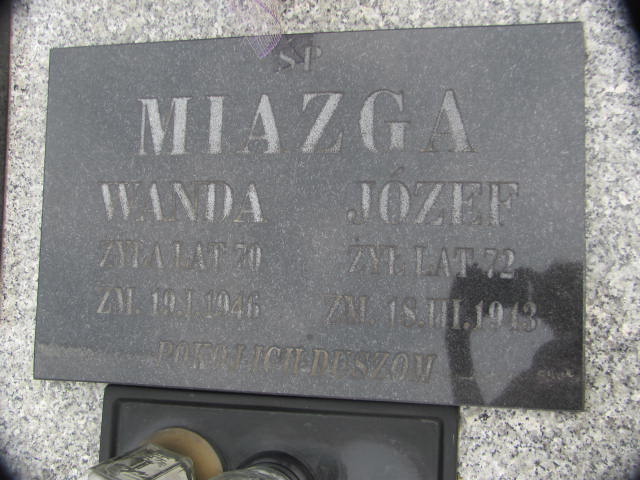 ŚP
MIAZGA
WANDA JÓZEF
ŻYŁA LAT 70 ŻYŁ LAT 72
ZM. 19.I.1946 ZM. 18.III.1943
POKÓJ ICH DUSZOM